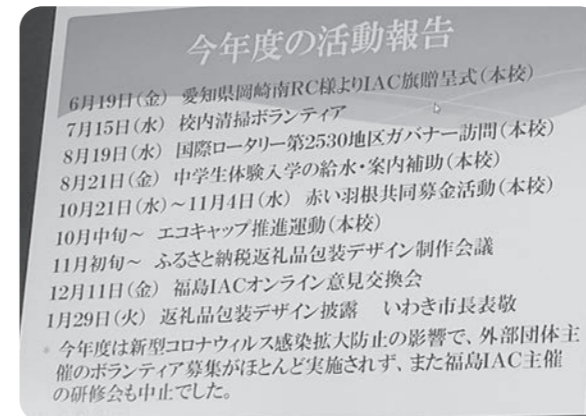 今年度の活動報告
6月19日(金) 愛知県岡崎南RC様よりIAC旗贈呈式(本校)
7月15日(水) 校内清掃ボランティア
8月19日(水) 国際ロータリー第2530地区ガバナー訪問(本校)
8月21日(金) 中学生体験入学の給水・案内補助(本校)
10月21日(水)～11月4日(水) 赤い羽根共同募金活動(本校)
10月中旬～ エコキャップ推進運動(本校)
11月初旬～ ふるさと納税返礼品包装デザイン制作会議
12月11日(金) 福島IACオンライン意見交換会
1月29日(火) 返礼品包装デザイン披露 いわき市長表敬
• 今年度は新型コロナウィルス感染拡大防止の影響で、外部団体主
催のボランティア募集がほとんど実施されず、また福島IAC主催
の研修会も中止でした。